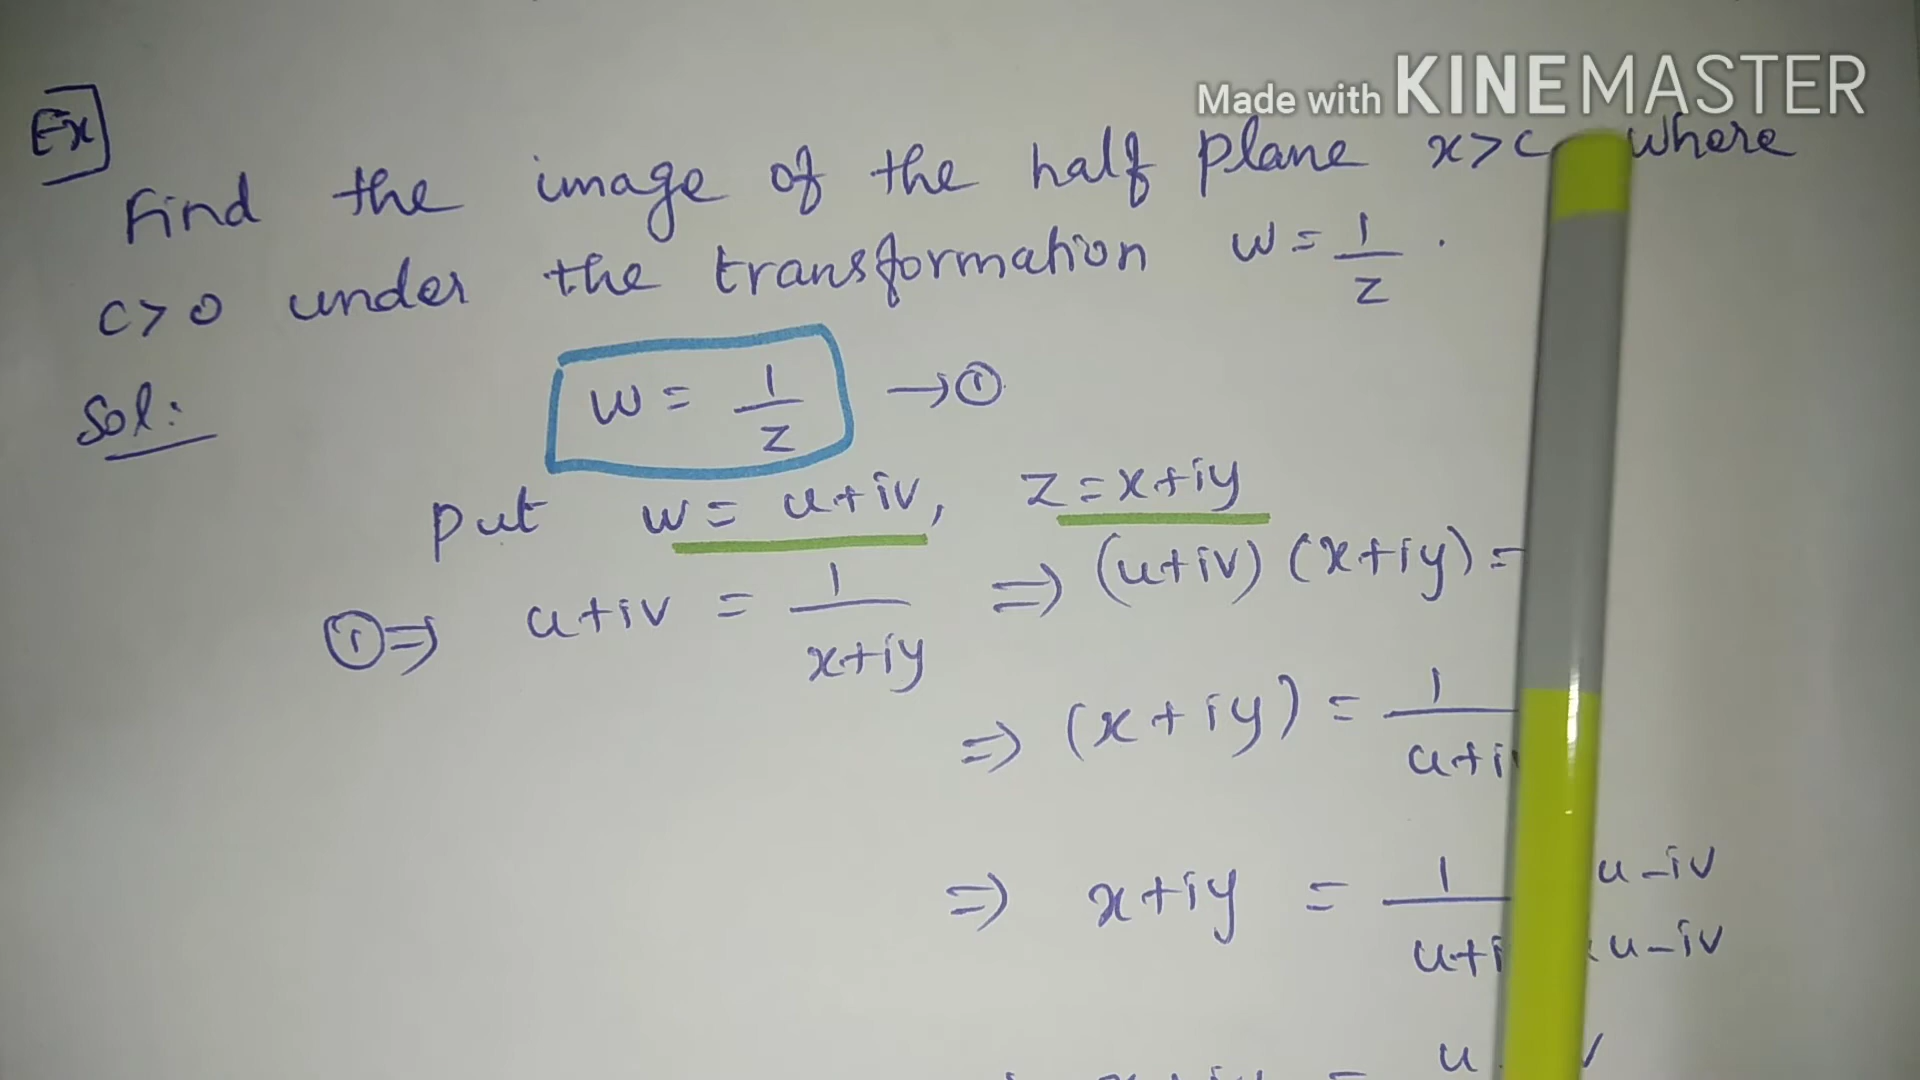 Made with KINEMASTER
Ex
Find the image of the half plane x>c where
c>0 under the transformation w = 1/z .
Sol:
w = 1/z → ①
put w = u+iv, z = x+iy
① ⇒ u+iv = 1/(x+iy) ⇒ (u+iv) (x+iy) =
⇒ (x+iy) = 1/(u+i
⇒ x+iy = 1/(u+i u-iv / u-iv
x+iy = u